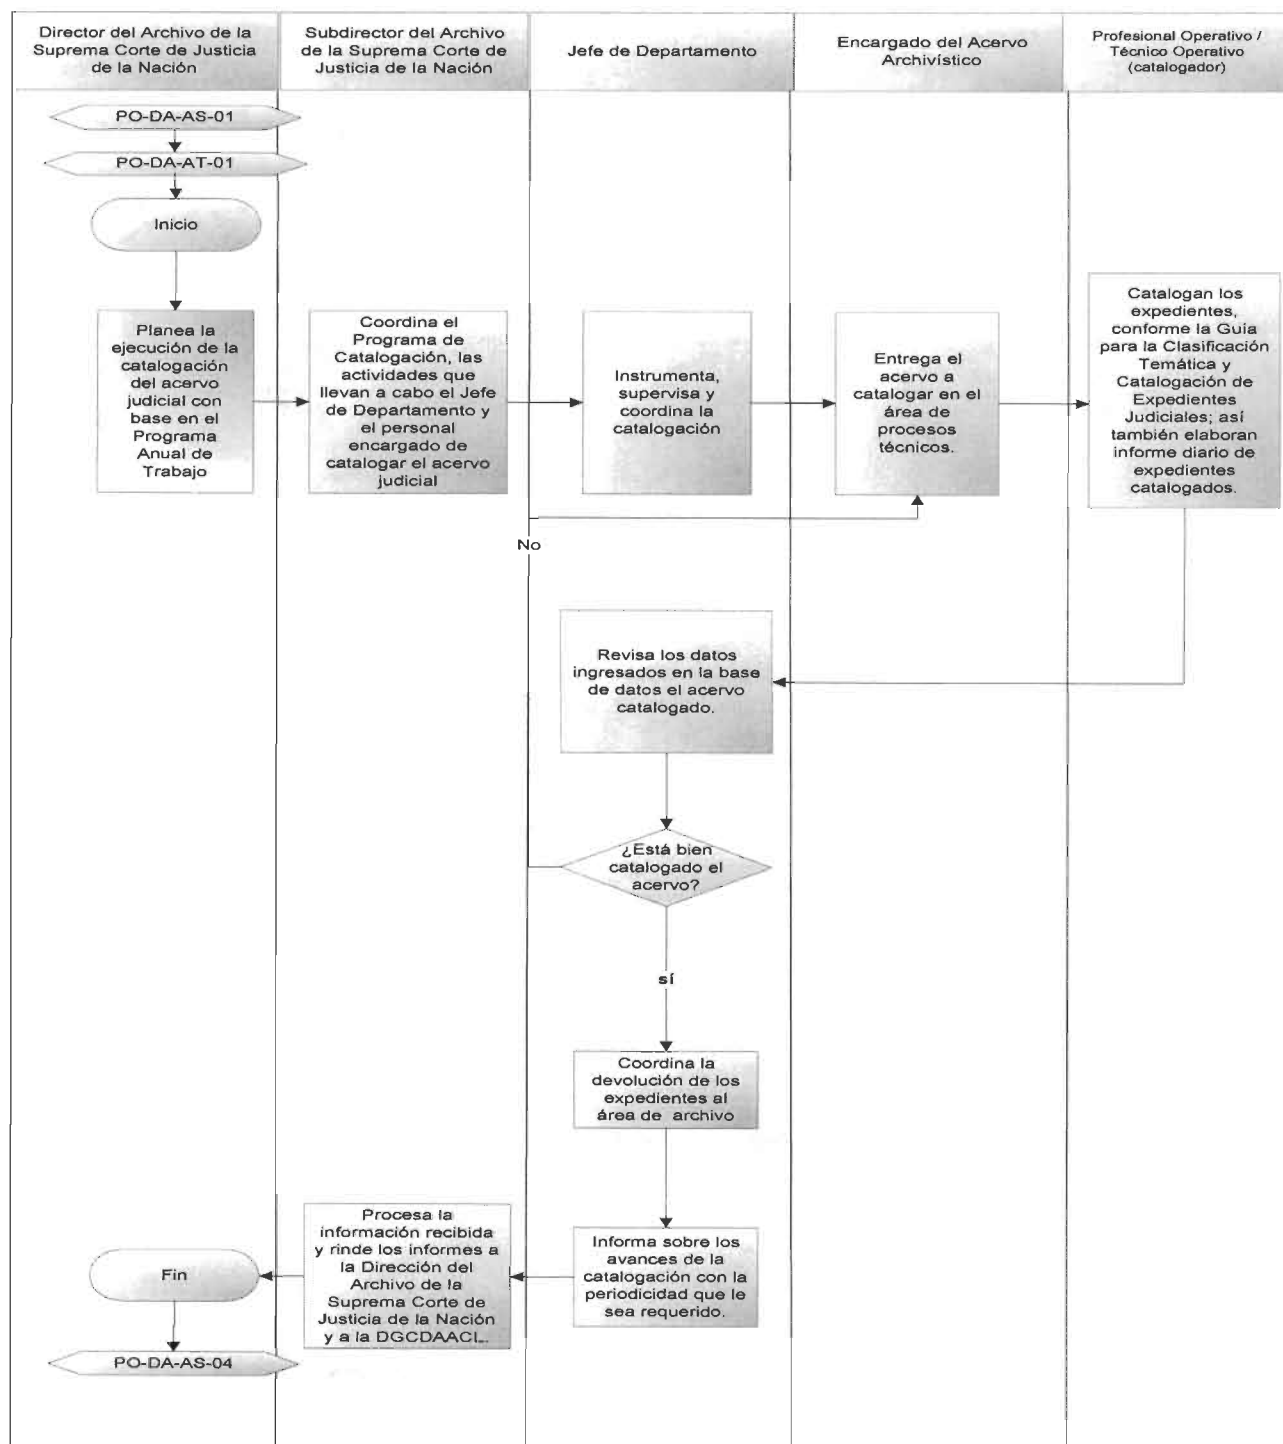 Director del Archivo de la
Suprema Corte de Justicia
de la Nación
Subdirector del Archivo
de la Suprema Corte de
Justicia de la Nación
Jefe de Departamento
Encargado del Acervo
Archivístico
Profesional Operativo /
Técnico Operativo
(catalogador)
PO-DA-AS-01
PO-DA-AT-01
Inicio
Planea la
ejecución de la
catalogación
del acervo
judicial con
base en el
Programa
Anual de
Trabajo
Coordina el
Programa de
Catalogación, las
actividades que
llevan a cabo el Jefe
de Departamento y
el personal
encargado de
catalogar el acervo
judicial
Instrumenta,
supervisa y
coordina la
catalogación
Entrega el
acervo a
catalogar en el
área de
procesos
técnicos.
Catalogan los
expedientes,
conforme la Guía
para la Clasificación
Temática y
Catalogación de
Expedientes
Judiciales; así
también elaboran
informe diario de
expedientes
catalogados.
No
Revisa los datos
ingresados en la base
de datos el acervo
catalogado.
¿Está bien
catalogado el
acervo?
sí
Coordina la
devolución de los
expedientes al
área de archivo
Informa sobre los
avances de la
catalogación con la
periodicidad que le
sea requerido.
Procesa la
información recibida
y rinde los informes a
la Dirección del
Archivo de la
Suprema Corte de
Justicia de la Nación
y a la DGCDAACL.
Fin
PO-DA-AS-04